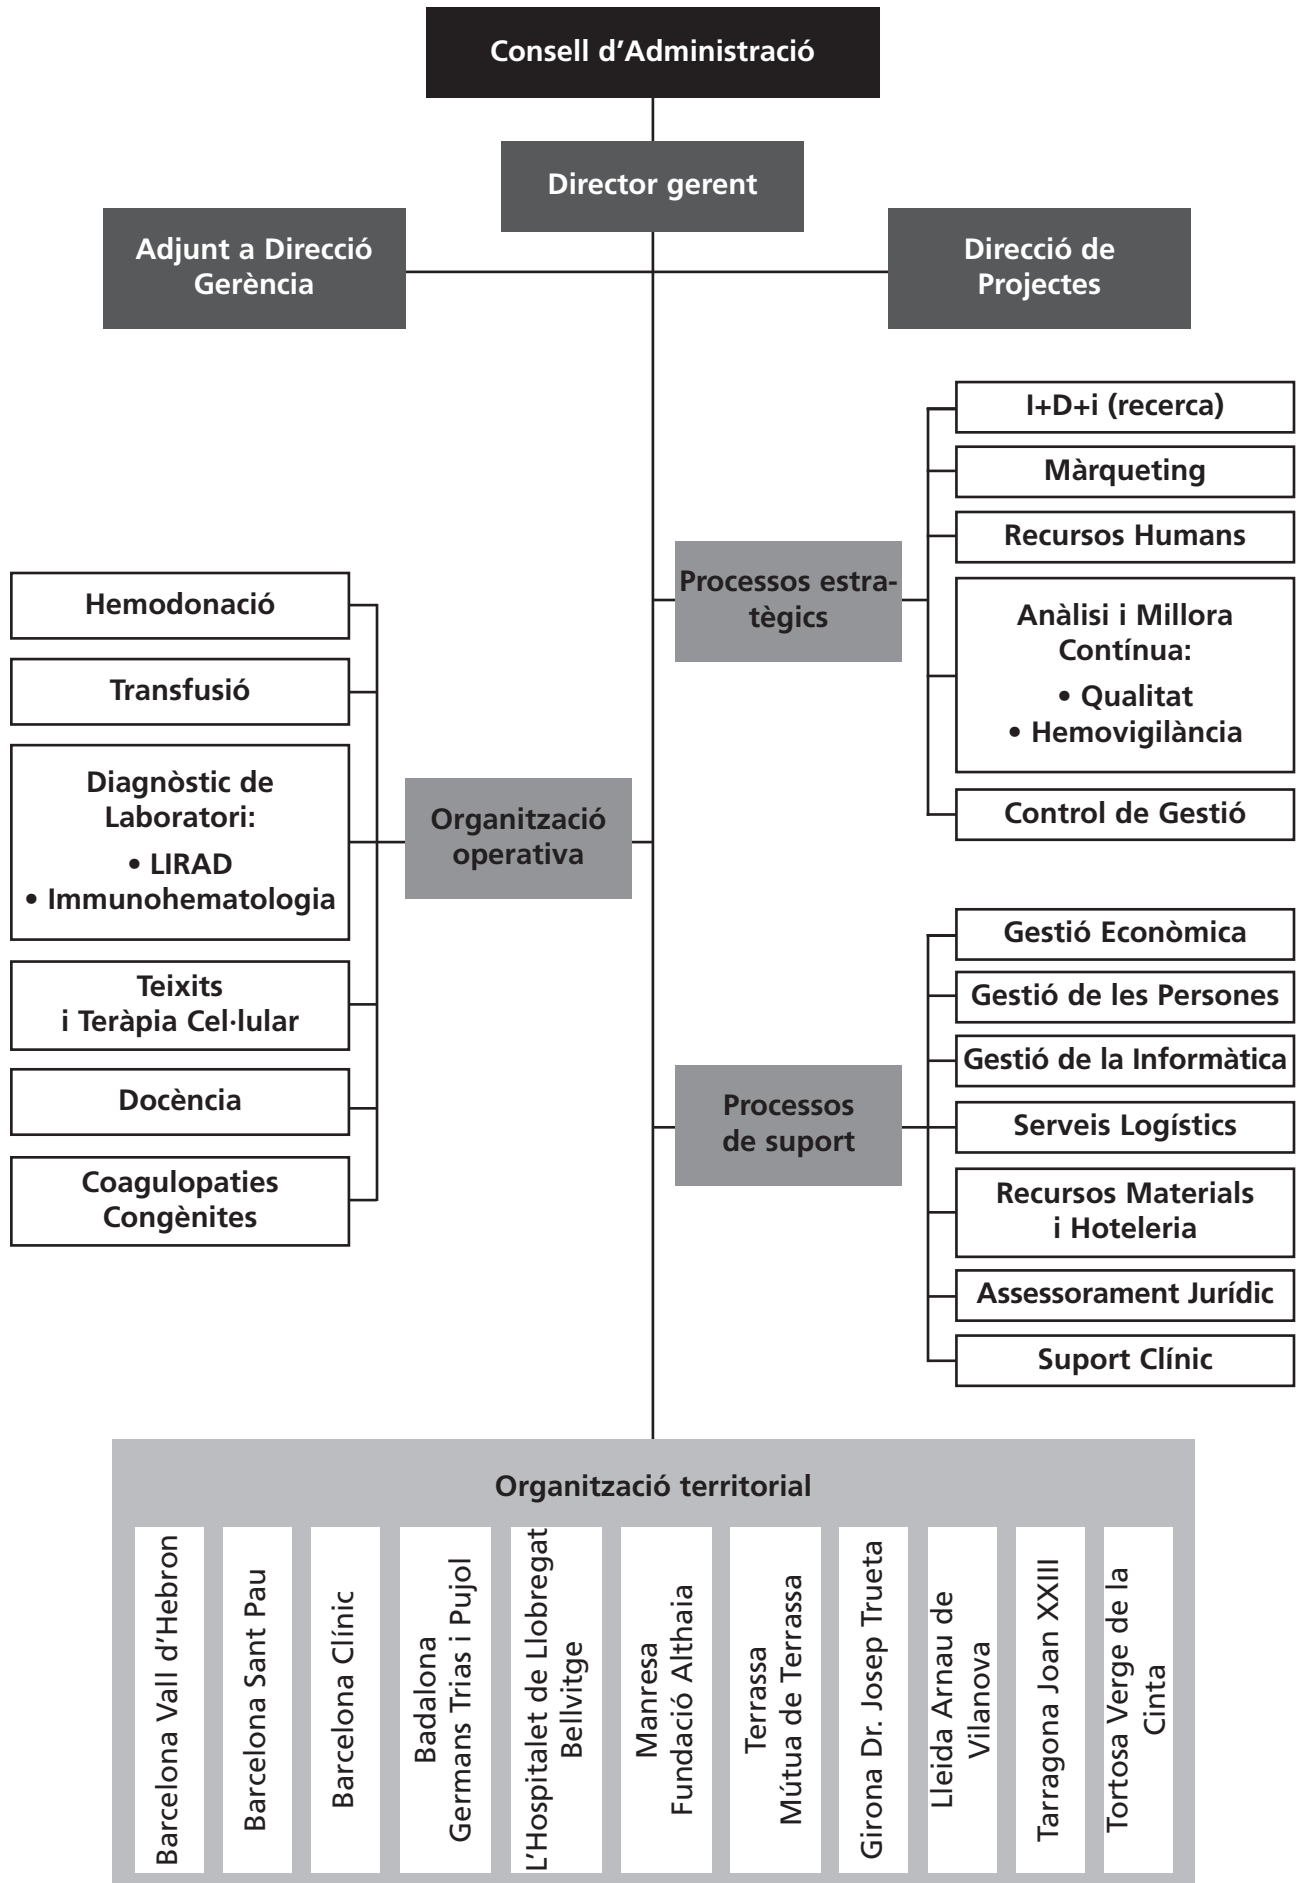 Consell d'Administració
Director gerent
Adjunt a Direcció
Gerència
Direcció de
Projectes
I+D+i (recerca)
Màrqueting
Recursos Humans
Processos estra-
tègics
Anàlisi i Millora
Contínua:
• Qualitat
• Hemovigilància
Control de Gestió
Hemodonació
Transfusió
Diagnòstic de
Laboratori:
• LIRAD
• Immunohematologia
Organització
operativa
Teixits
i Teràpia Cel·lular
Docència
Coagulopaties
Congènites
Gestió Econòmica
Gestió de les Persones
Gestió de la Informàtica
Processos
de suport
Serveis Logístics
Recursos Materials
i Hoteleria
Assessorament Jurídic
Suport Clínic
Organització territorial
Barcelona Vall d'Hebron
Barcelona Sant Pau
Barcelona Clínic
Badalona
Germans Trias i Pujol
L'Hospitalet de Llobregat
Bellvitge
Manresa
Fundació Althaia
Terrassa
Mútua de Terrassa
Girona Dr. Josep Trueta
Lleida Arnau de
Vilanova
Tarragona Joan XXIII
Tortosa Verge de la
Cinta